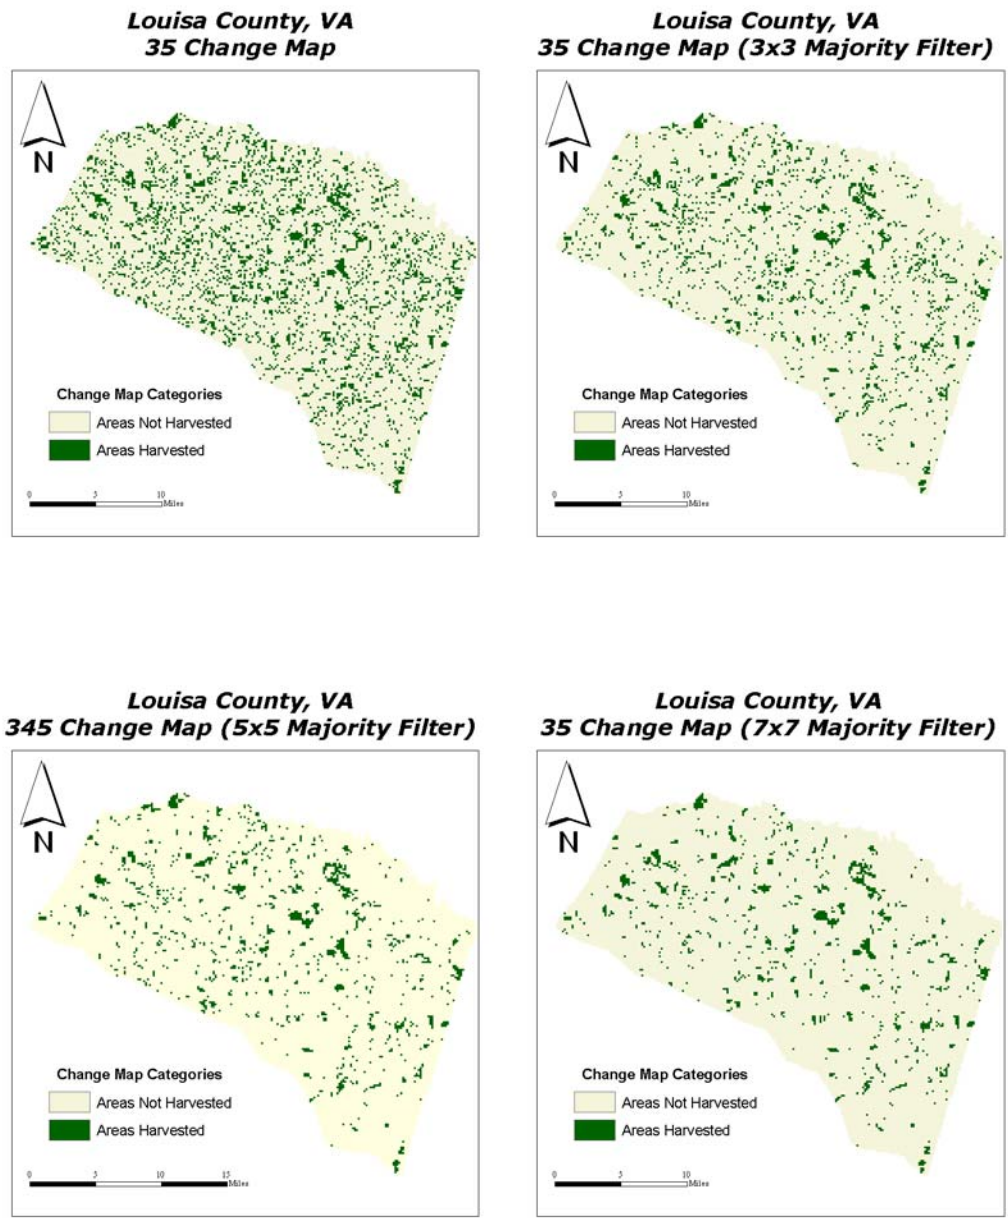 Louisa County, VA
35 Change Map
N
Change Map Categories
Areas Not Harvested
Areas Harvested
0 5 10
Miles
Louisa County, VA
35 Change Map (3x3 Majority Filter)
N
Change Map Categories
Areas Not Harvested
Areas Harvested
0 5 10
Miles
Louisa County, VA
345 Change Map (5x5 Majority Filter)
N
Change Map Categories
Areas Not Harvested
Areas Harvested
0 5 10 15
Miles
Louisa County, VA
35 Change Map (7x7 Majority Filter)
N
Change Map Categories
Areas Not Harvested
Areas Harvested
0 5 10
Miles